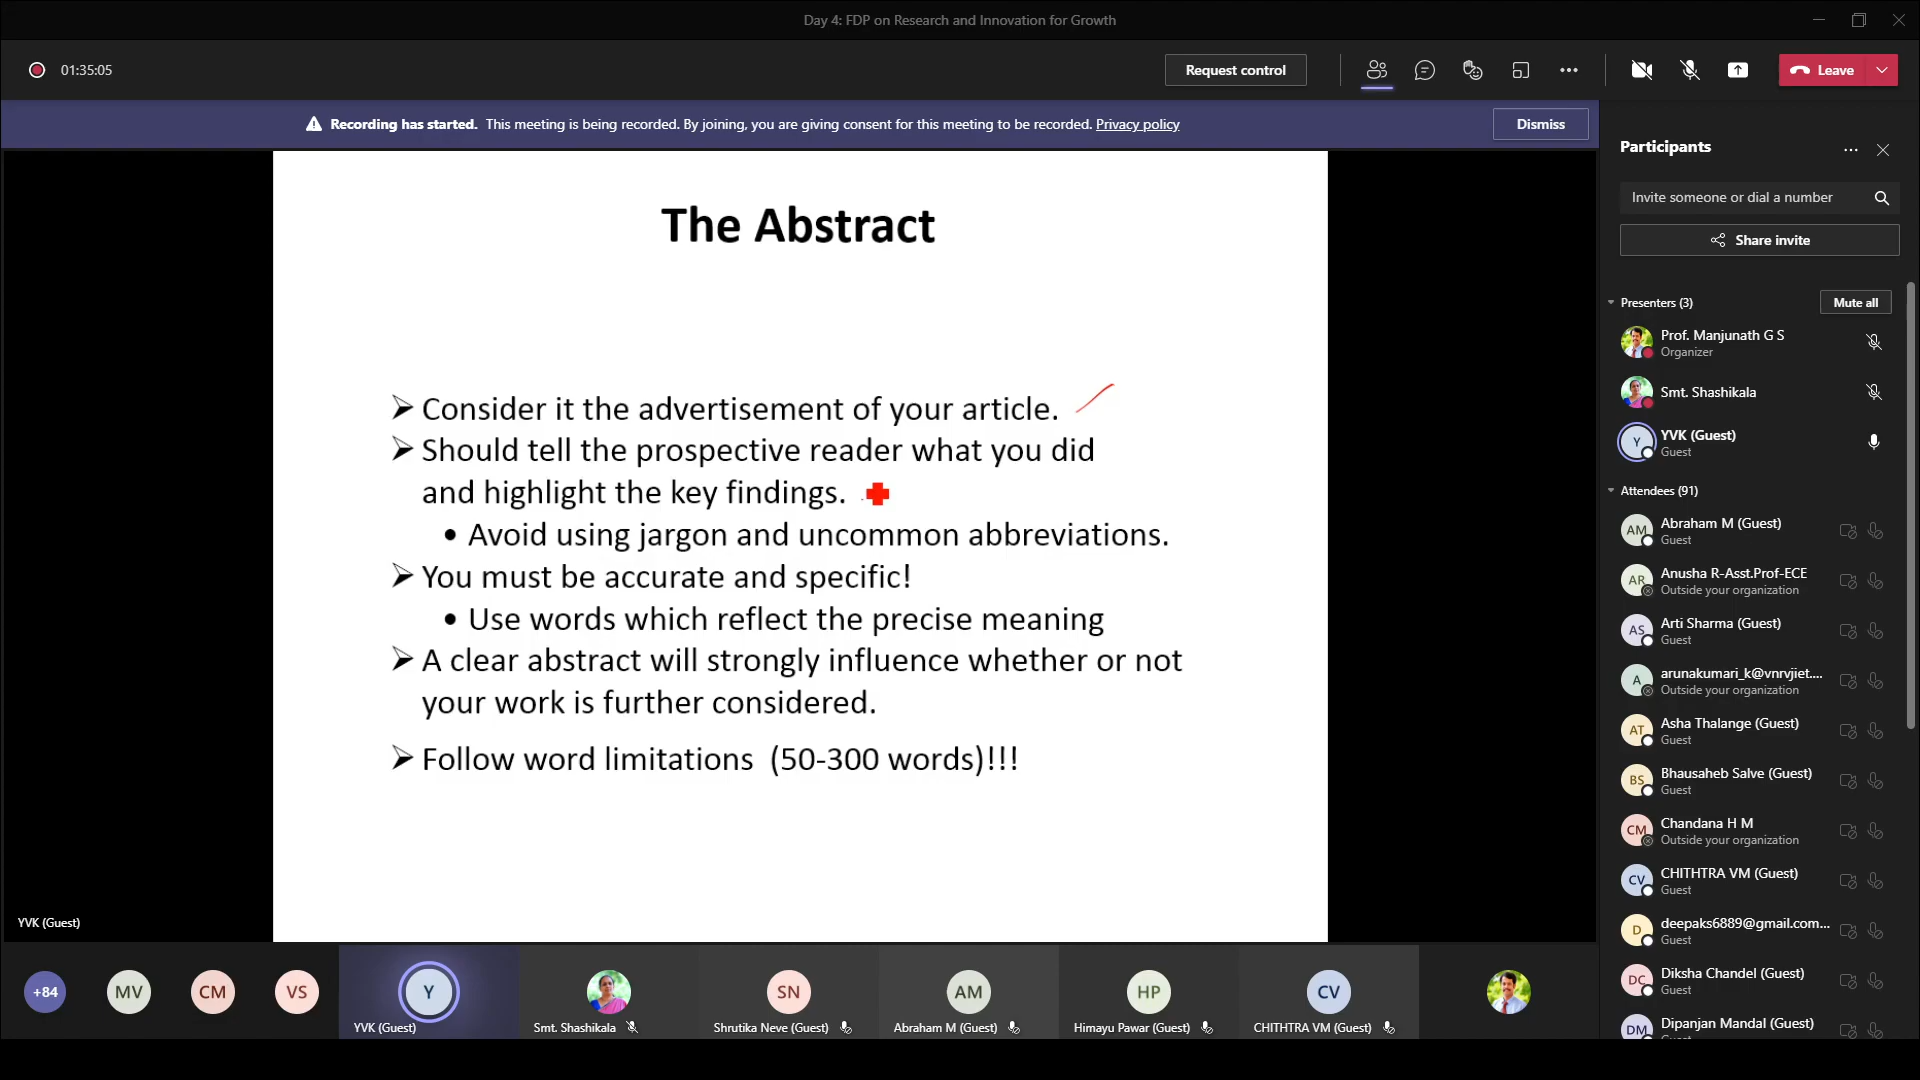 Day 4: FDP on Research and Innovation for Growth
01:35:05
Request control
Leave
Recording has started. This meeting is being recorded. By joining, you are giving consent for this meeting to be recorded. Privacy policy
Dismiss
The Abstract
➢ Consider it the advertisement of your article.
➢ Should tell the prospective reader what you did
and highlight the key findings.
• Avoid using jargon and uncommon abbreviations.
➢ You must be accurate and specific!
• Use words which reflect the precise meaning
➢ A clear abstract will strongly influence whether or not
your work is further considered.
➢ Follow word limitations (50-300 words)!!!
YVK (Guest)
+84
MV
CM
VS
Y
YVK (Guest)
Smt. Shashikala
SN
Shrutika Neve (Guest)
AM
Abraham M (Guest)
HP
Himayu Pawar (Guest)
CV
CHITHTRA VM (Guest)
Participants
Invite someone or dial a number
Share invite
Presenters (3)
Mute all
Prof. Manjunath G S
Organizer
Smt. Shashikala
Y
YVK (Guest)
Guest
Attendees (91)
AM
Abraham M (Guest)
Guest
AR
Anusha R-Asst.Prof-ECE
Outside your organization
AS
Arti Sharma (Guest)
Guest
A
arunakumari_k@vnrvjiet....
Outside your organization
AT
Asha Thalange (Guest)
Guest
BS
Bhausaheb Salve (Guest)
Guest
CM
Chandana H M
Outside your organization
CV
CHITHTRA VM (Guest)
Guest
D
deepaks6889@gmail.com...
Guest
DC
Diksha Chandel (Guest)
Guest
DM
Dipanjan Mandal (Guest)